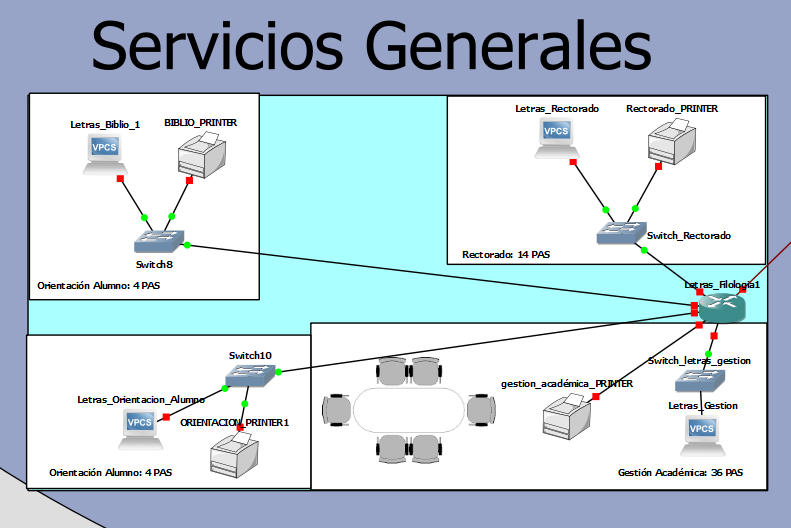 Servicios Generales
Letras_Biblio_1
BIBLIO_PRINTER
VPCS
Switch8
Orientación Alumno: 4 PAS
Letras_Rectorado
Rectorado_PRINTER
VPCS
Switch_Rectorado
Rectorado: 14 PAS
Letras_Filologia1
Switch10
Letras_Orientacion_Alumno
ORIENTACION_PRINTER1
VPCS
Orientación Alumno: 4 PAS
gestion_académica_PRINTER
Switch_letras_gestion
Letras_Gestion
VPCS
Gestión Académica: 36 PAS